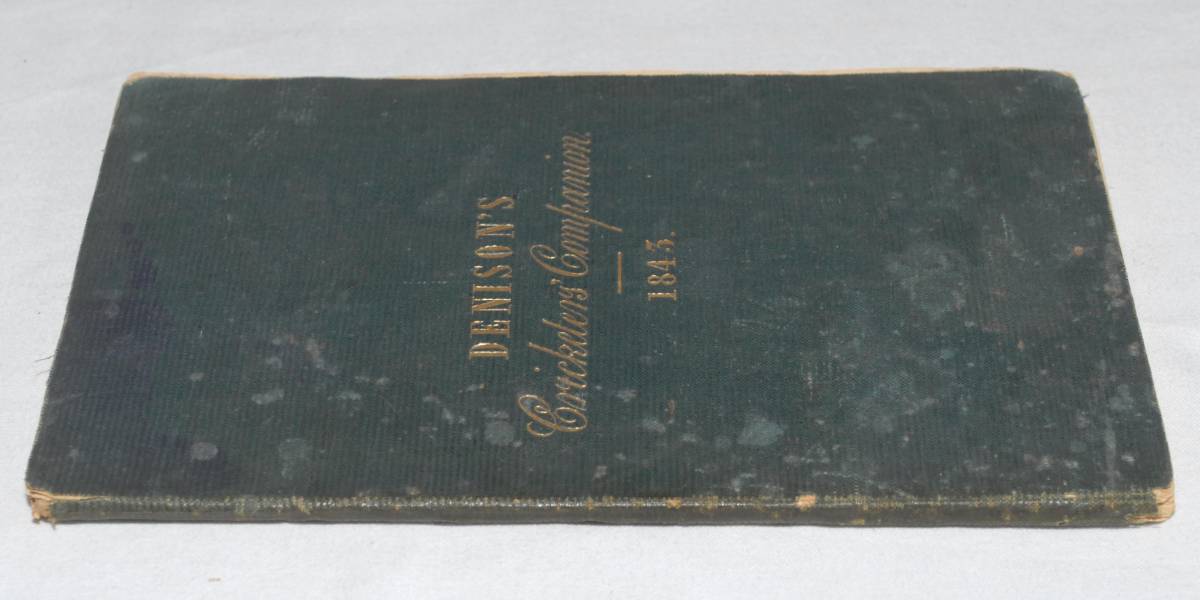 DENISON'S
Cricketers' Companion.
1843.